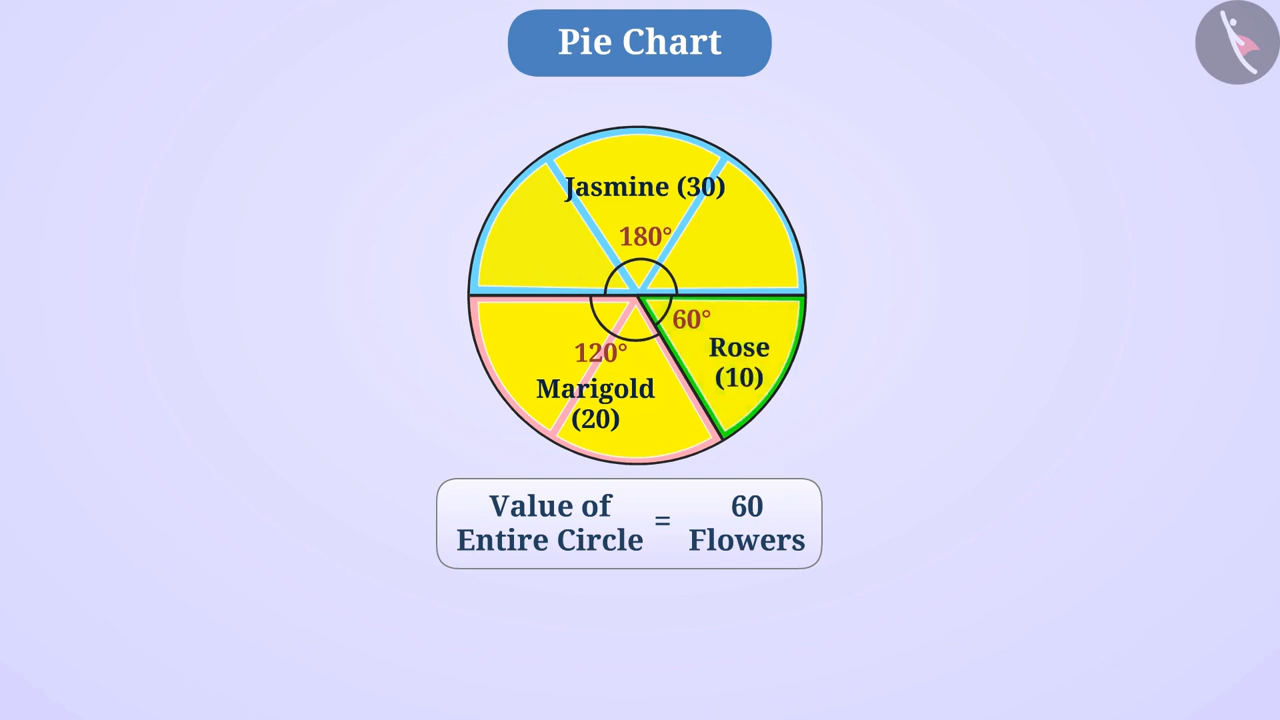 Pie Chart
Jasmine (30)
180°
60°
Rose
(10)
120°
Marigold
(20)
Value of
Entire Circle
=
60
Flowers